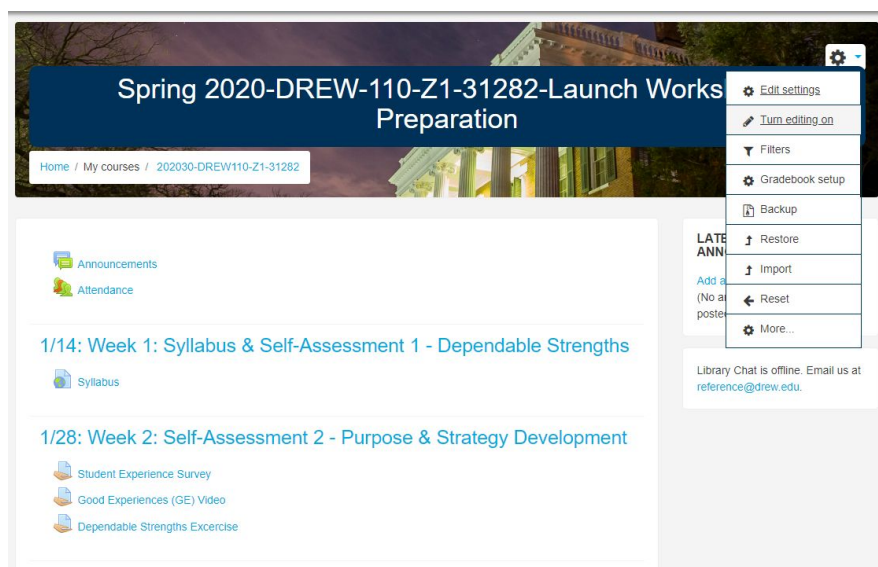 Spring 2020-DREW-110-Z1-31282-Launch Works
Preparation
Home / My courses / 202030-DREW110-Z1-31282
Edit settings
Turn editing on
Filters
Gradebook setup
Backup
Restore
Import
Reset
More...
Announcements
Attendance
1/14: Week 1: Syllabus & Self-Assessment 1 - Dependable Strengths
Syllabus
1/28: Week 2: Self-Assessment 2 - Purpose & Strategy Development
Student Experience Survey
Good Experiences (GE) Video
Dependable Strengths Excercise
LATE
ANN
Add a
(No a
poste
Library Chat is offline. Email us at
reference@drew.edu.